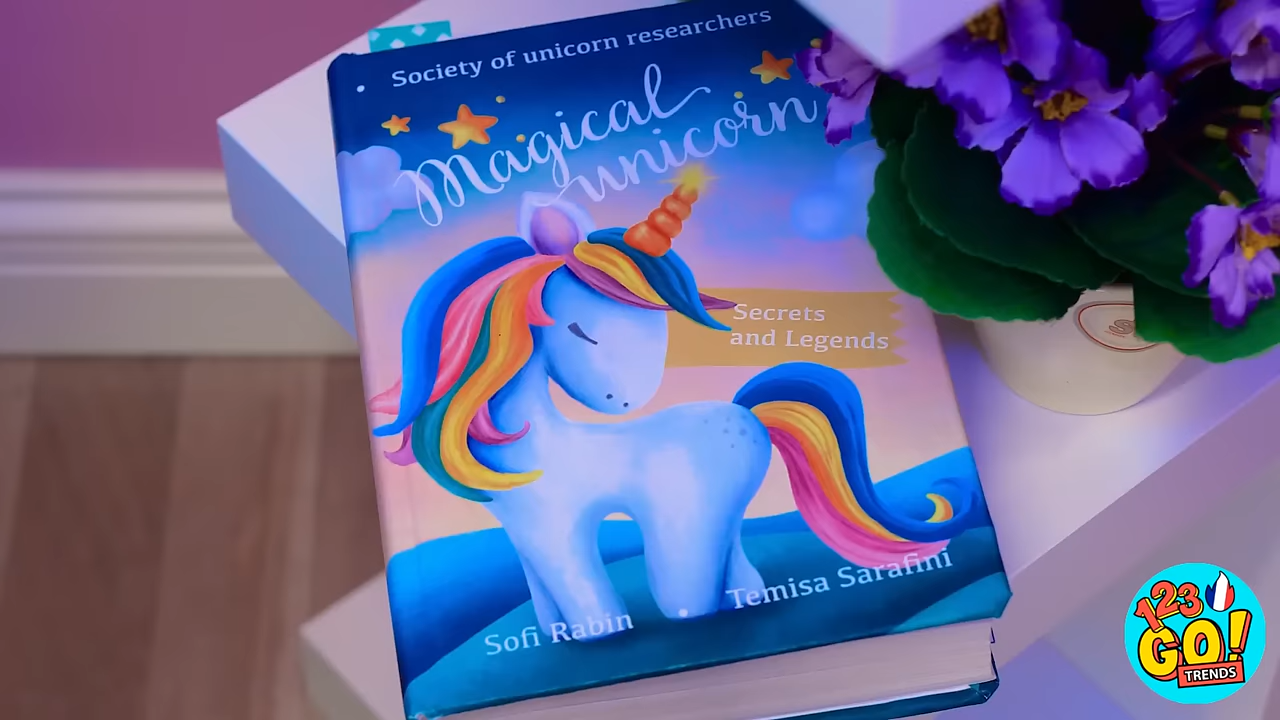 Society of unicorn researchers
Magical
unicorn
Secrets
and Legends
Temisa Sarafini
Sofi Rabin
123
GO!
TRENDS